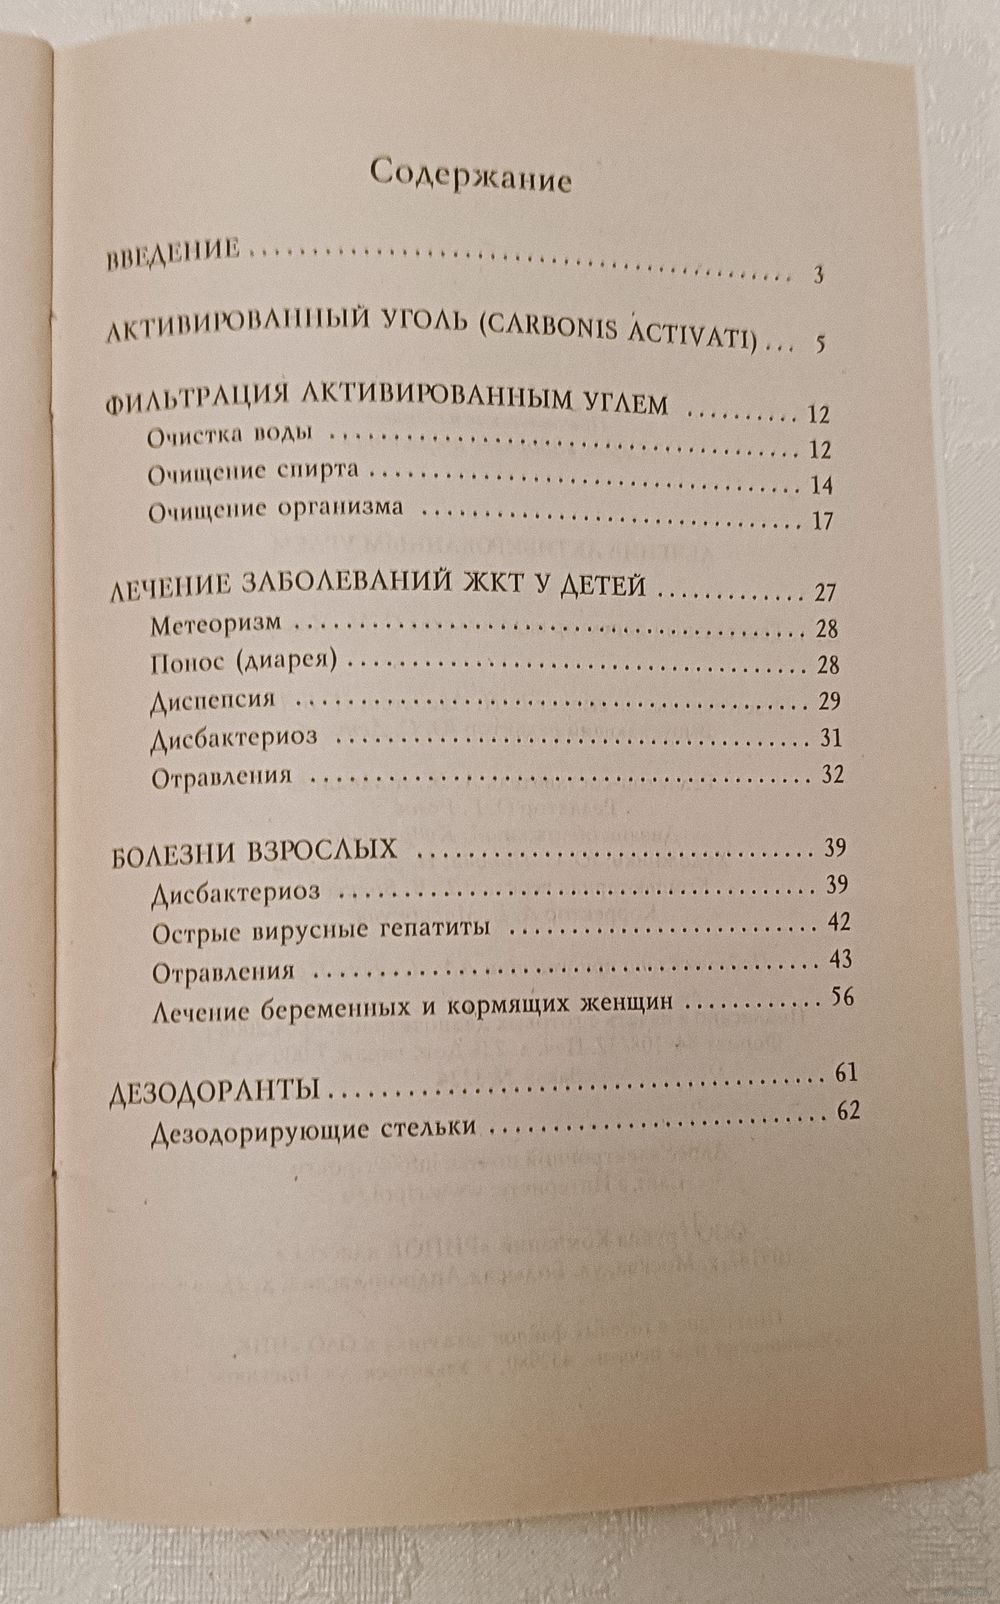 Содержание
ВВЕДЕНИЕ .......................................... 3
АКТИВИРОВАННЫЙ УГОЛЬ (CARBONIS ACTIVATI) ... 5
ФИЛЬТРАЦИЯ АКТИВИРОВАННЫМ УГЛЕМ .......... 12
Очистка воды ..................................... 12
Очищение спирта .................................. 14
Очищение организма ............................... 17
ЛЕЧЕНИЕ ЗАБОЛЕВАНИЙ ЖКТ У ДЕТЕЙ ............ 27
Метеоризм ........................................ 28
Понос (диарея) ................................... 28
Диспепсия ........................................ 29
Дисбактериоз ..................................... 31
Отравления ....................................... 32
БОЛЕЗНИ ВЗРОСЛЫХ ................................ 39
Дисбактериоз ..................................... 39
Острые вирусные гепатиты ......................... 42
Отравления ....................................... 43
Лечение беременных и кормящих женщин ........... 56
ДЕЗОДОРАНТЫ ...................................... 61
Дезодорирующие стельки ........................... 62